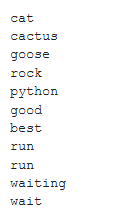 cat
cactus
goose
rock
python
good
best
run
run
waiting
wait